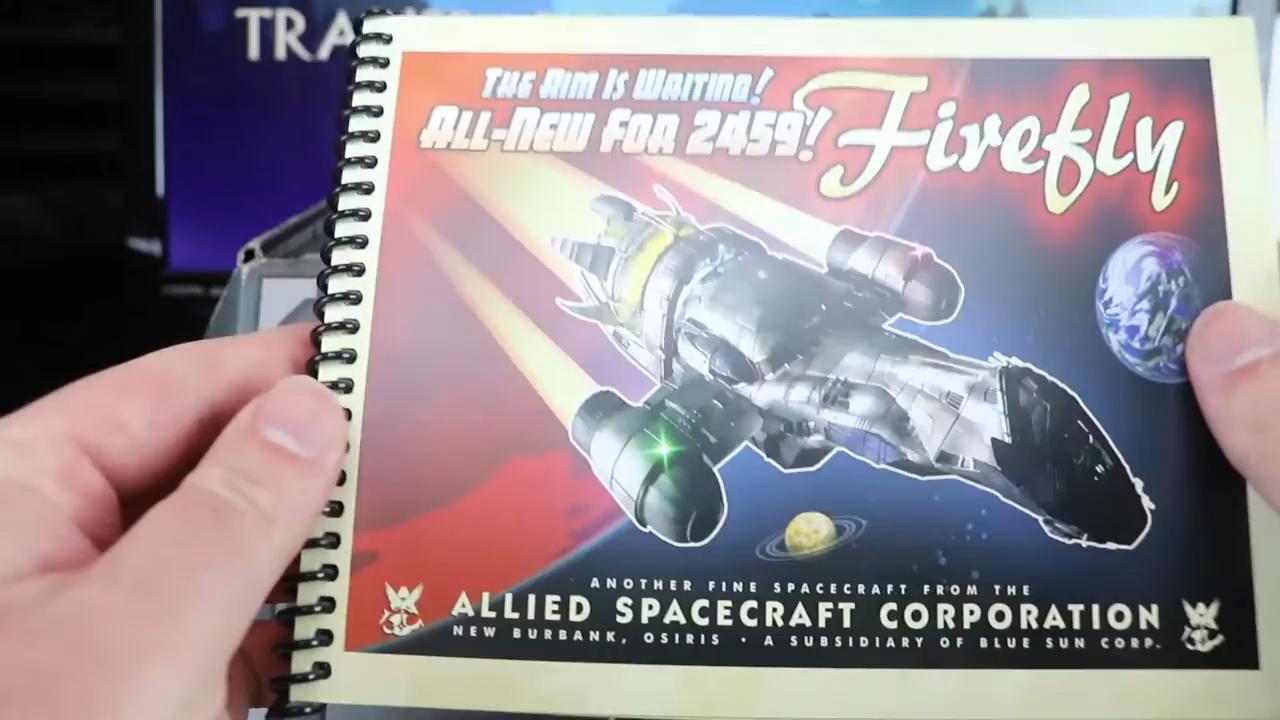 TRA
THE RIM IS WAITING!
ALL-NEW FOR 2459!
Firefly
ANOTHER FINE SPACECRAFT FROM THE
ALLIED SPACECRAFT CORPORATION
NEW BURBANK, OSIRIS • A SUBSIDIARY OF BLUE SUN CORP.